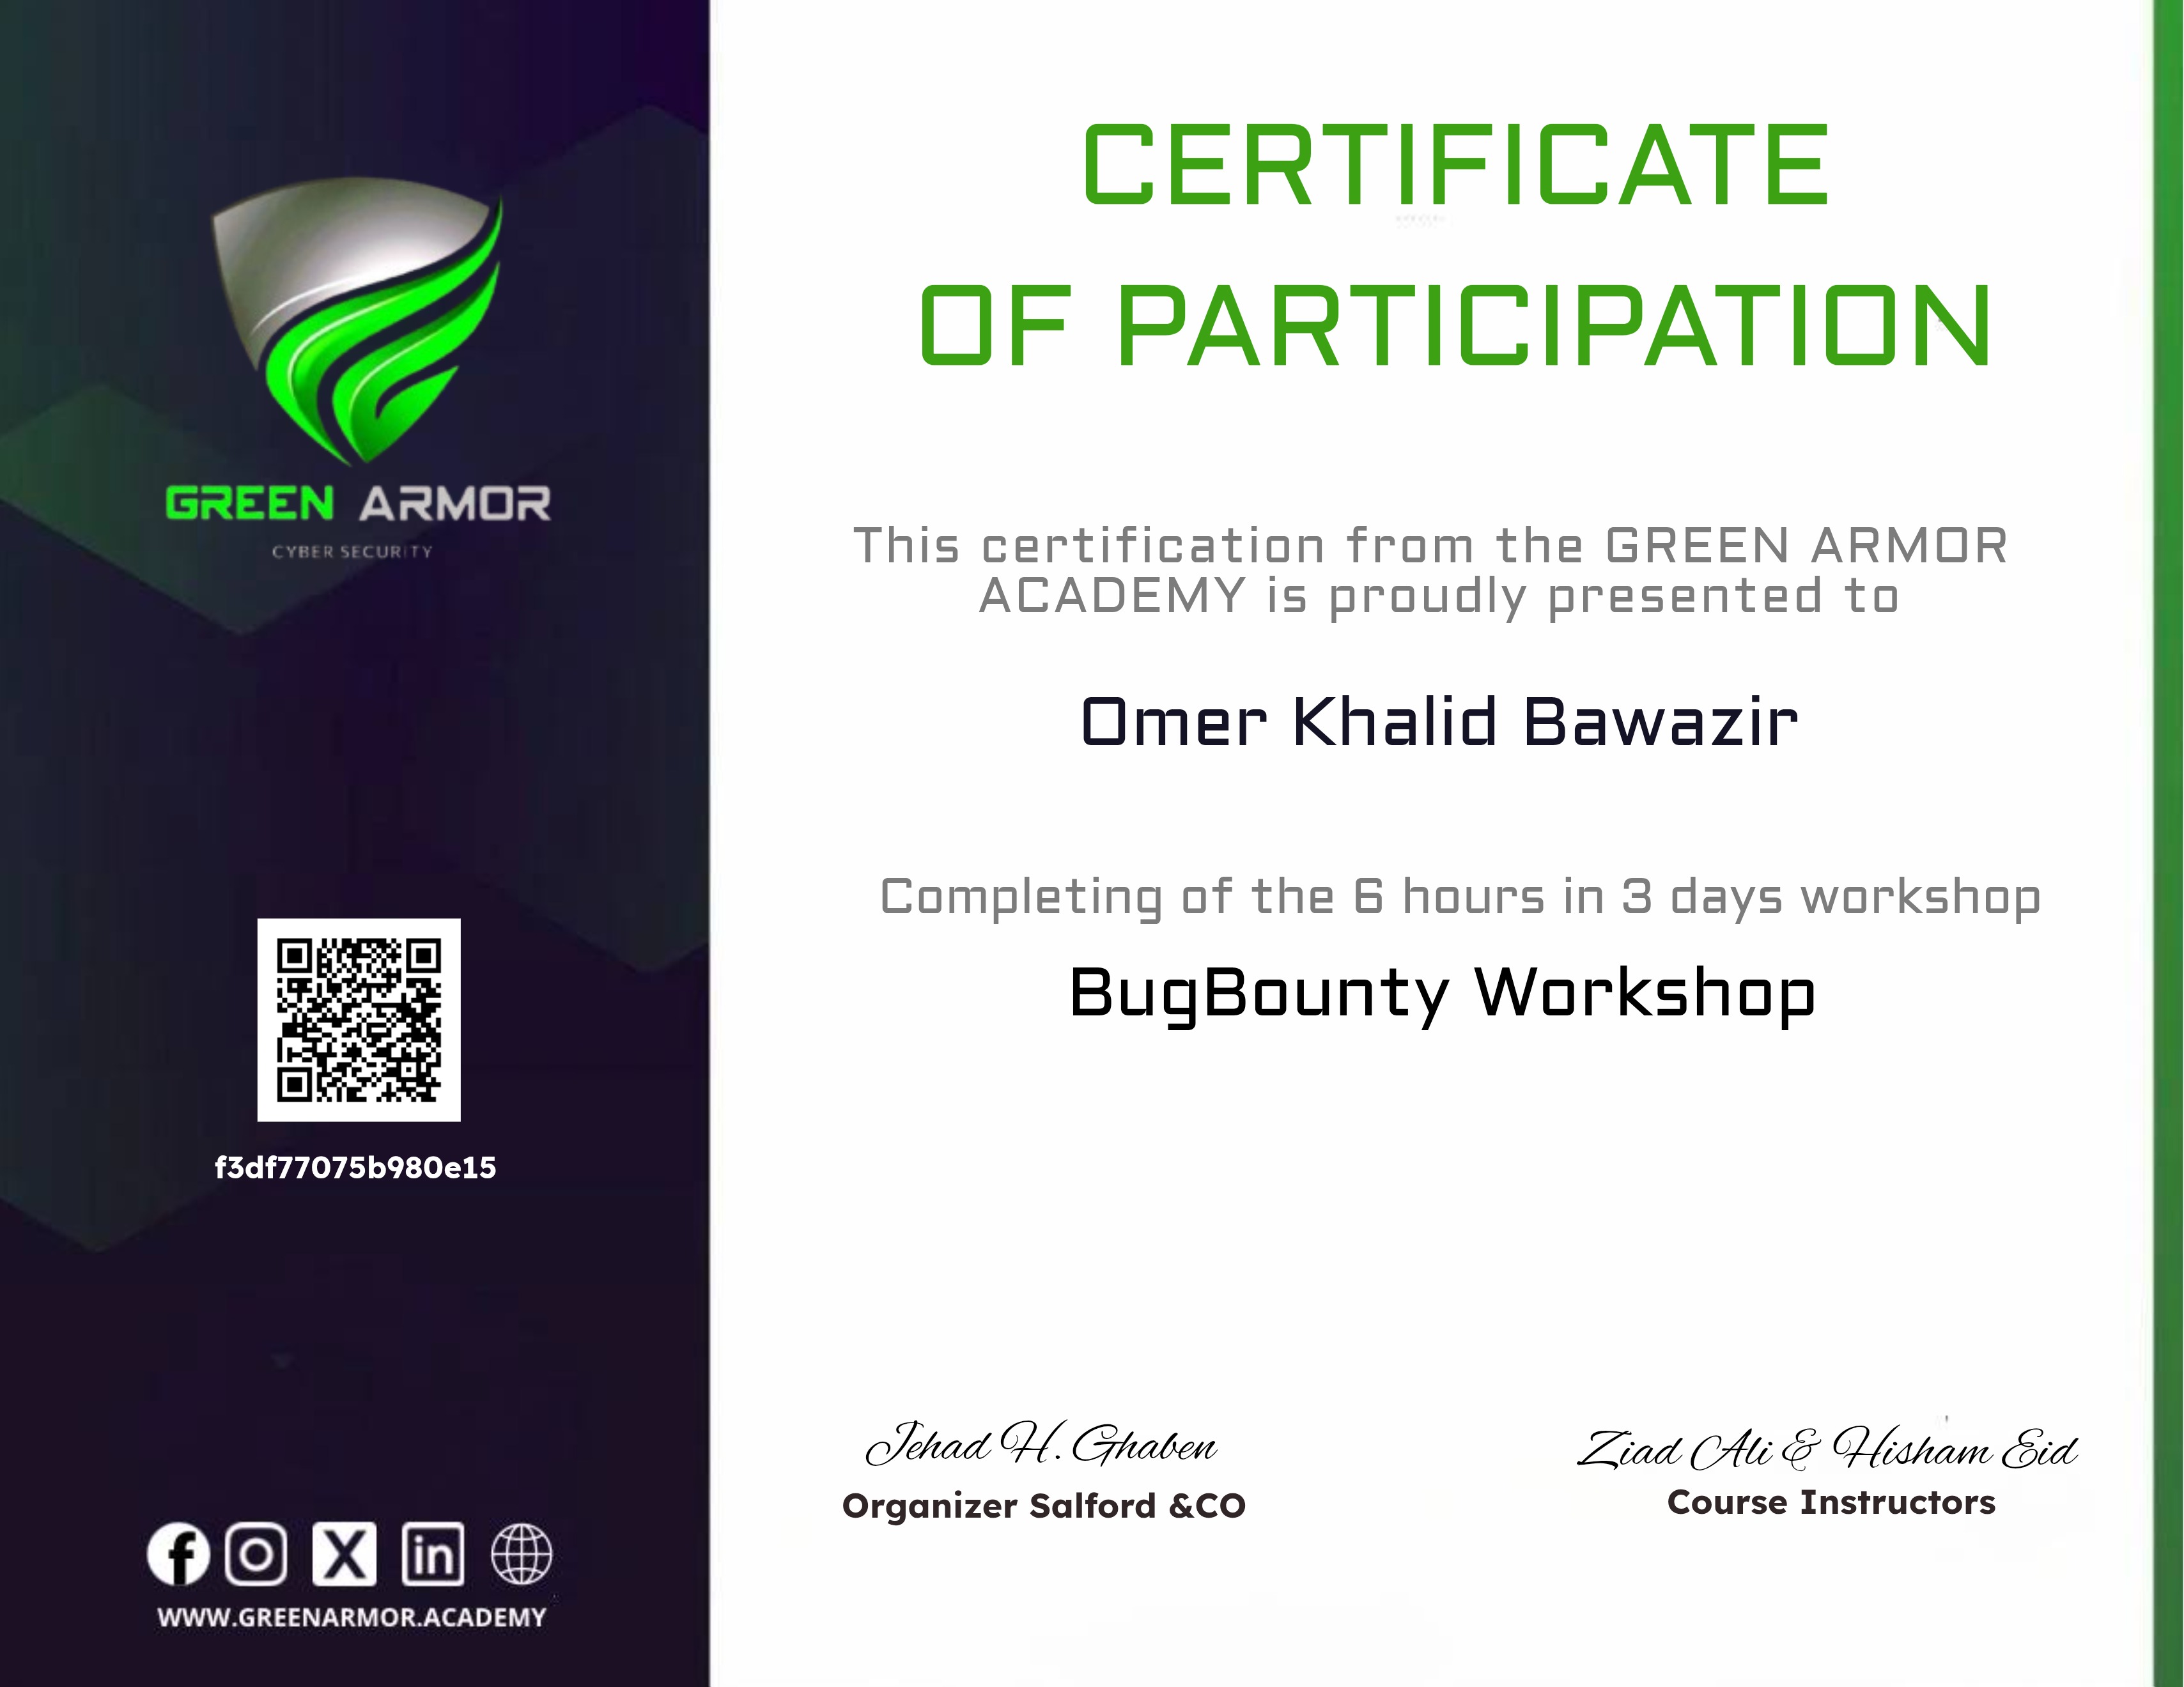 GREEN ARMOR
CYBER SECURITY
f3df77075b980e15
WWW.GREENARMOR.ACADEMY
CERTIFICATE
OF PARTICIPATION
This certification from the GREEN ARMOR
ACADEMY is proudly presented to
Omer Khalid Bawazir
Completing of the 6 hours in 3 days workshop
BugBounty Workshop
Jehad H. Ghaben
Organizer Salford &CO
Ziad Ali & Hisham Eid
Course Instructors